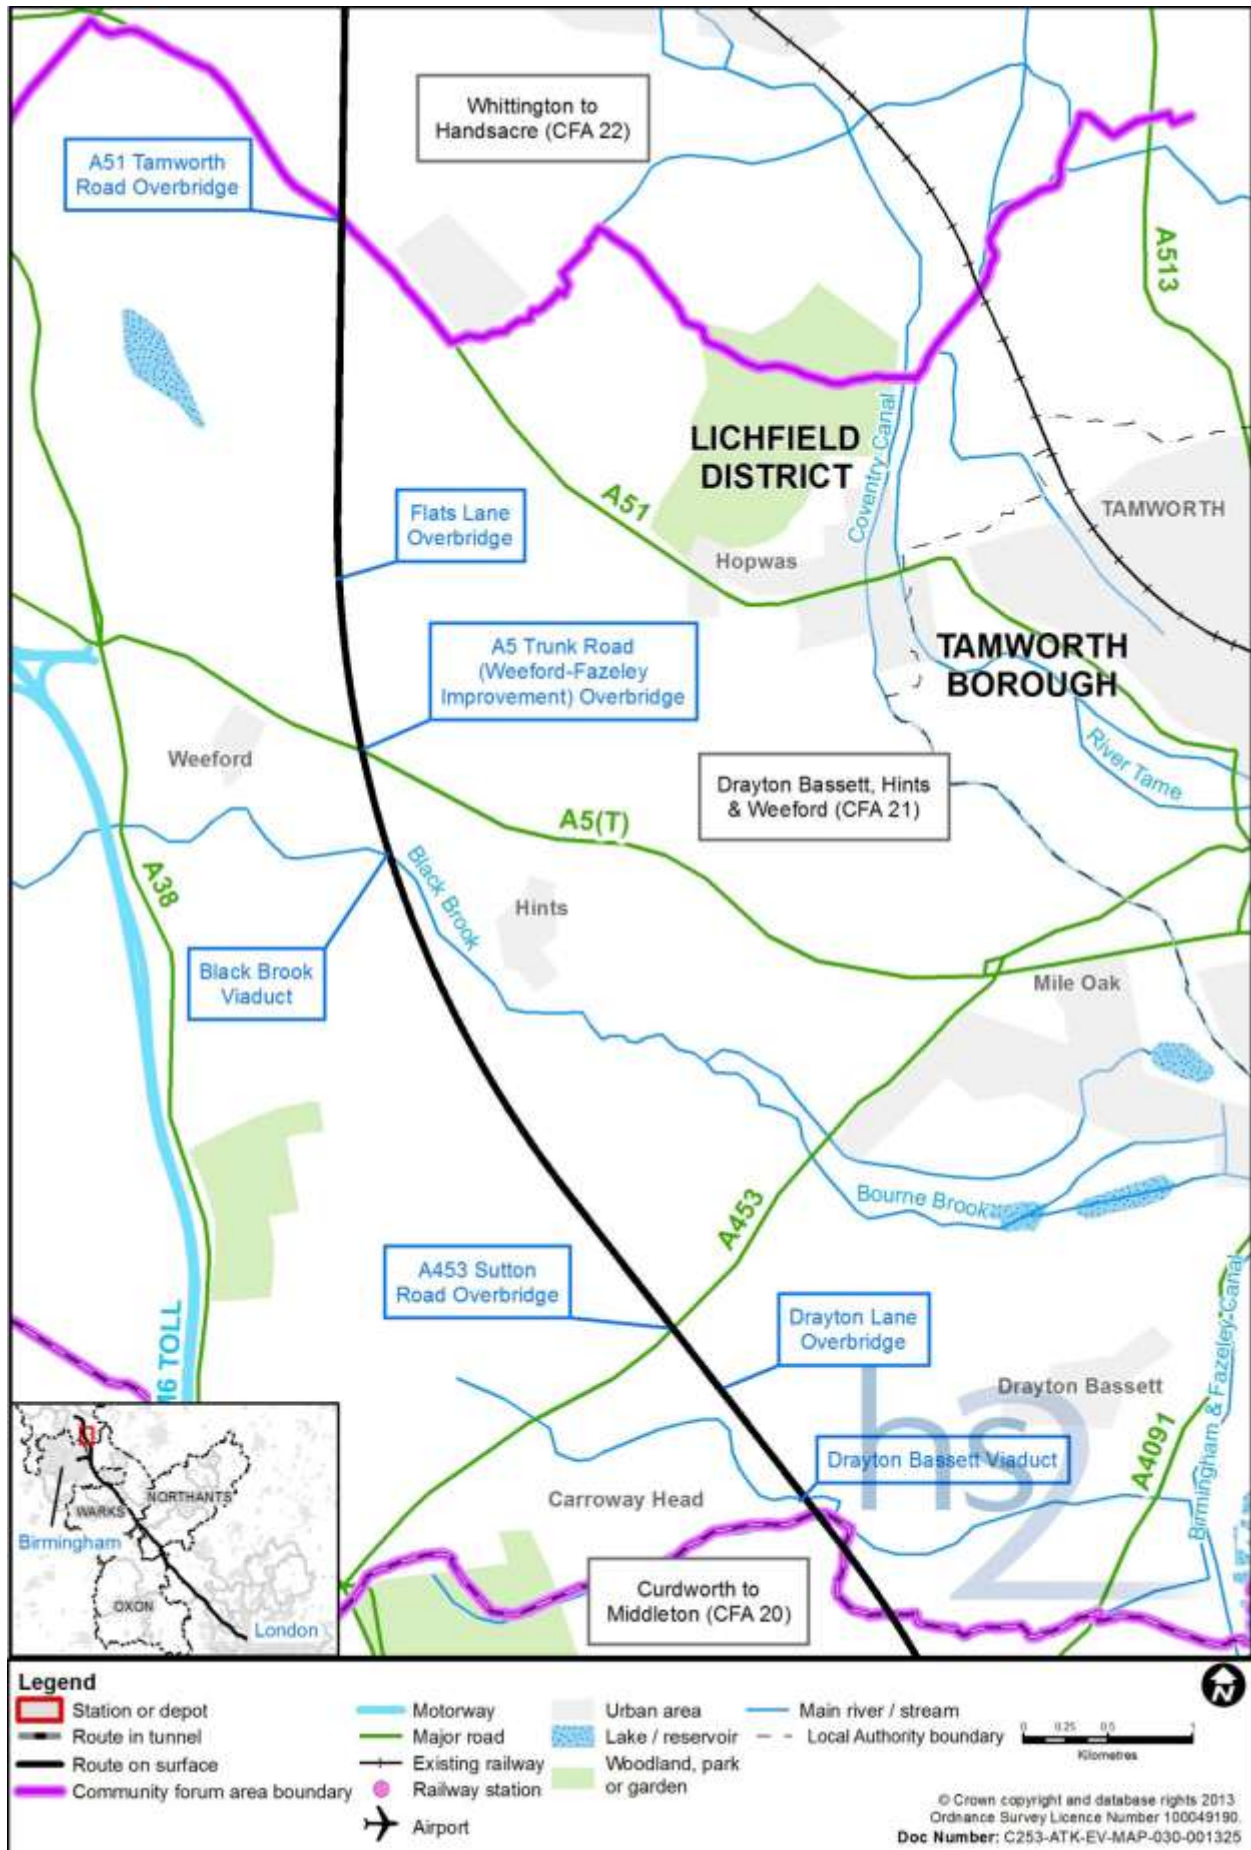 Whittington to
Handsacre (CFA 22)
A51 Tamworth
Road Overbridge
A513
LICHFIELD
DISTRICT
Coventry Canal
Flats Lane
Overbridge
A51
TAMWORTH
Hopwas
A5 Trunk Road
(Weeford-Fazeley
Improvement) Overbridge
TAMWORTH
BOROUGH
River Tame
Weeford
Drayton Bassett, Hints
& Weeford (CFA 21)
A5(T)
A38
Black Brook
Hints
Black Brook
Viaduct
Mile Oak
Bourne Brook
A453
A453 Sutton
Road Overbridge
Drayton Lane
Overbridge
M6 TOLL
hs2
Drayton Bassett
Birmingham & Fazeley Canal
A4091
Drayton Bassett Viaduct
Carroway Head
Curdworth to
Middleton (CFA 20)
NORTHANTS
WARKS
Birmingham
OXON
London
Legend
Station or depot
Route in tunnel
Route on surface
Community forum area boundary
Motorway
Major road
Existing railway
Railway station
Airport
Urban area
Lake / reservoir
Woodland, park
or garden
Main river / stream
Local Authority boundary
N
0 0.25 0.5 1
Kilometres
© Crown copyright and database rights 2013
Ordnance Survey Licence Number 100049190.
Doc Number: C253-ATK-EV-MAP-030-001325